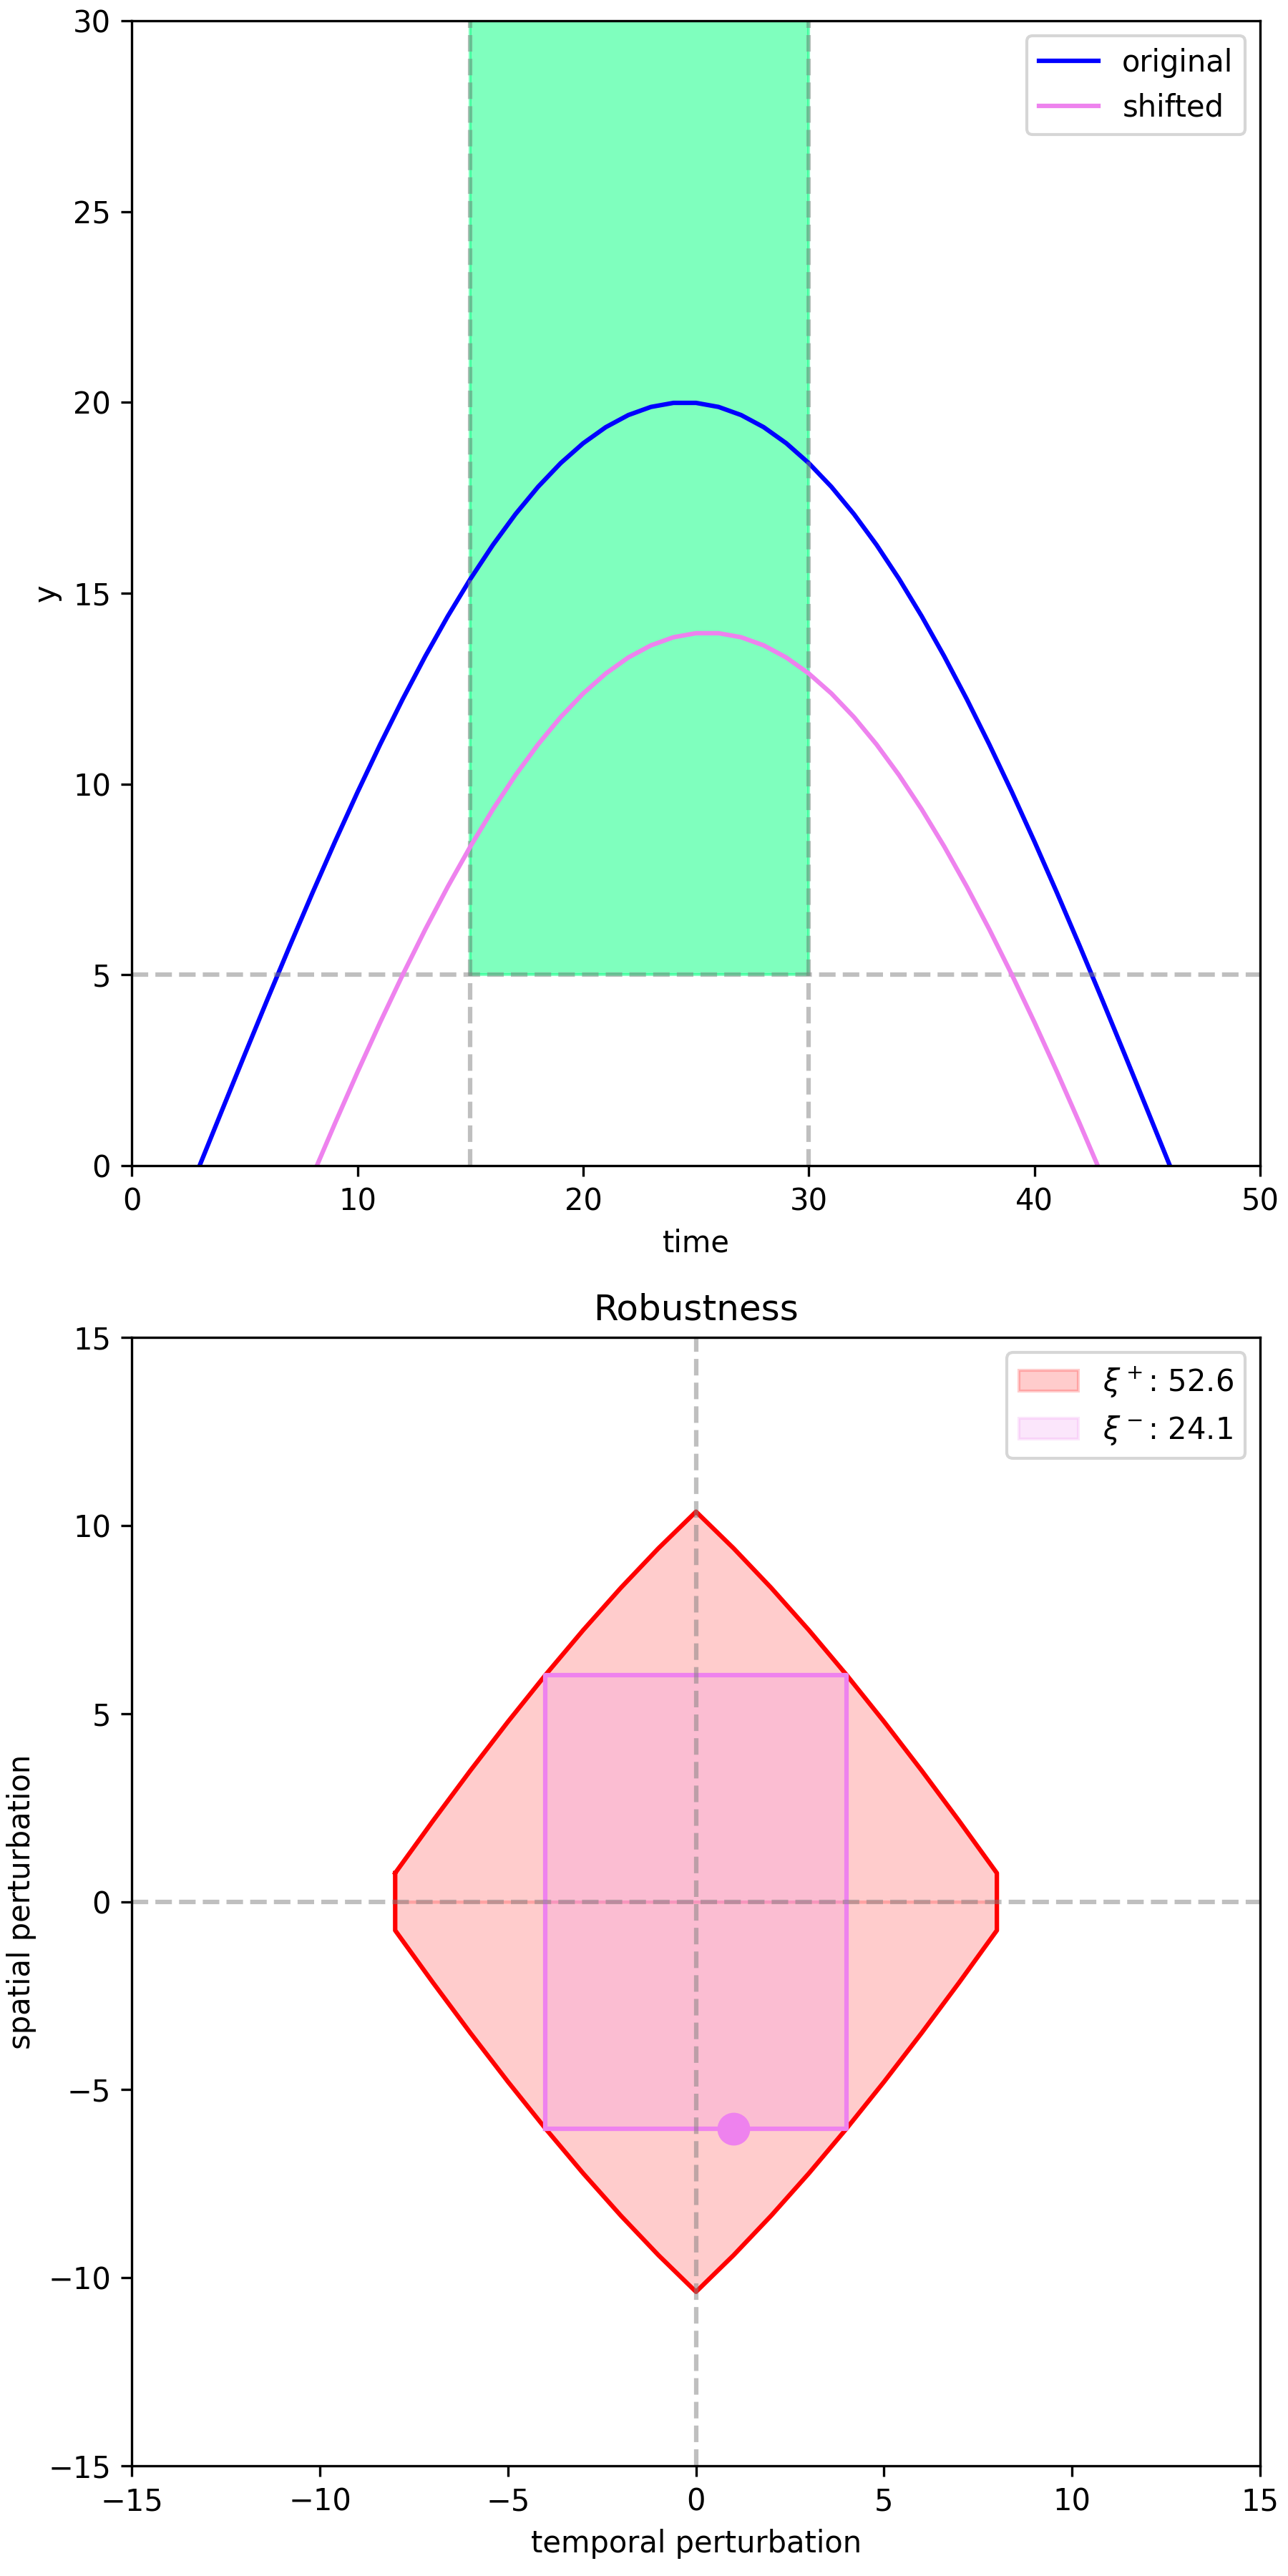 30
25
20
15
10
5
0
y
0 10 20 30 40 50
time
original
shifted
Robustness
15
10
5
0
−5
−10
−15
spatial perturbation
−15 −10 −5 0 5 10 15
temporal perturbation
ξ⁺: 52.6
ξ⁻: 24.1